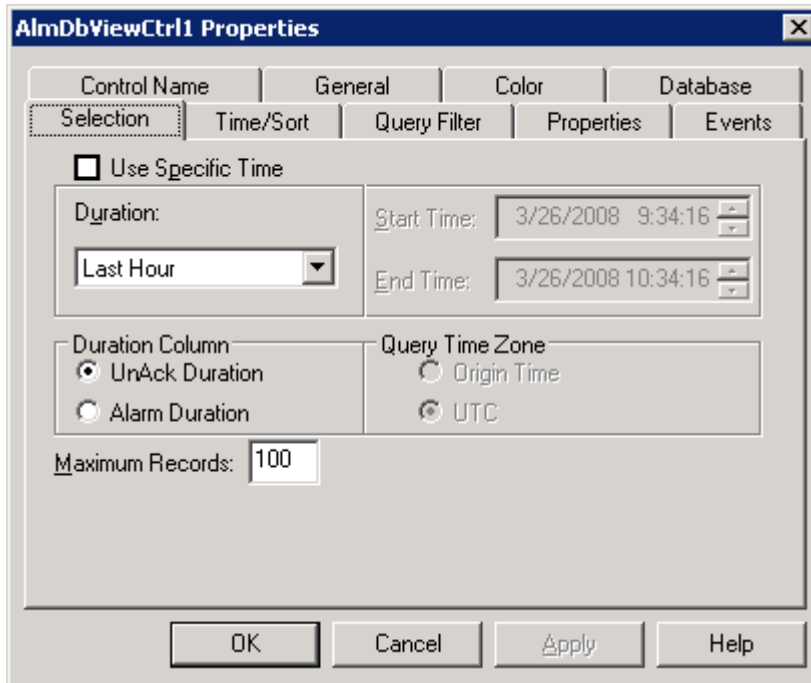 AlmDbViewCtrl1 Properties
Control Name General Color Database
Selection Time/Sort Query Filter Properties Events
Use Specific Time
Duration:
Last Hour
Start Time: 3/26/2008 9:34:16
End Time: 3/26/2008 10:34:16
Duration Column
UnAck Duration
Alarm Duration
Query Time Zone
Origin Time
UTC
Maximum Records: 100
OK Cancel Apply Help